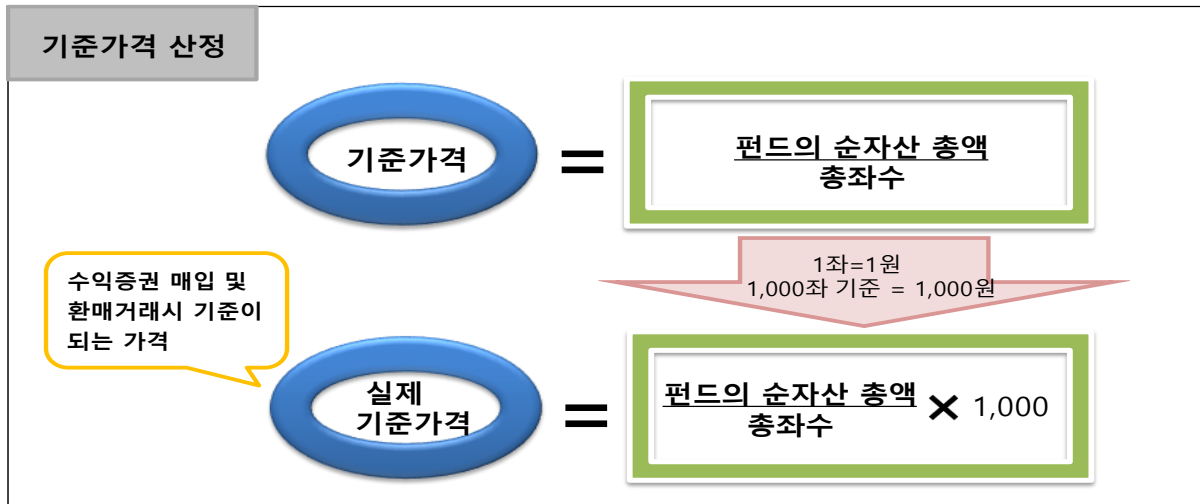 기준가격 산정
기준가격
=
펀드의 순자산 총액
총좌수
1좌=1원
1,000좌 기준 = 1,000원
수익증권 매입 및
환매거래시 기준이
되는 가격
실제
기준가격
=
펀드의 순자산 총액
총좌수
× 1,000